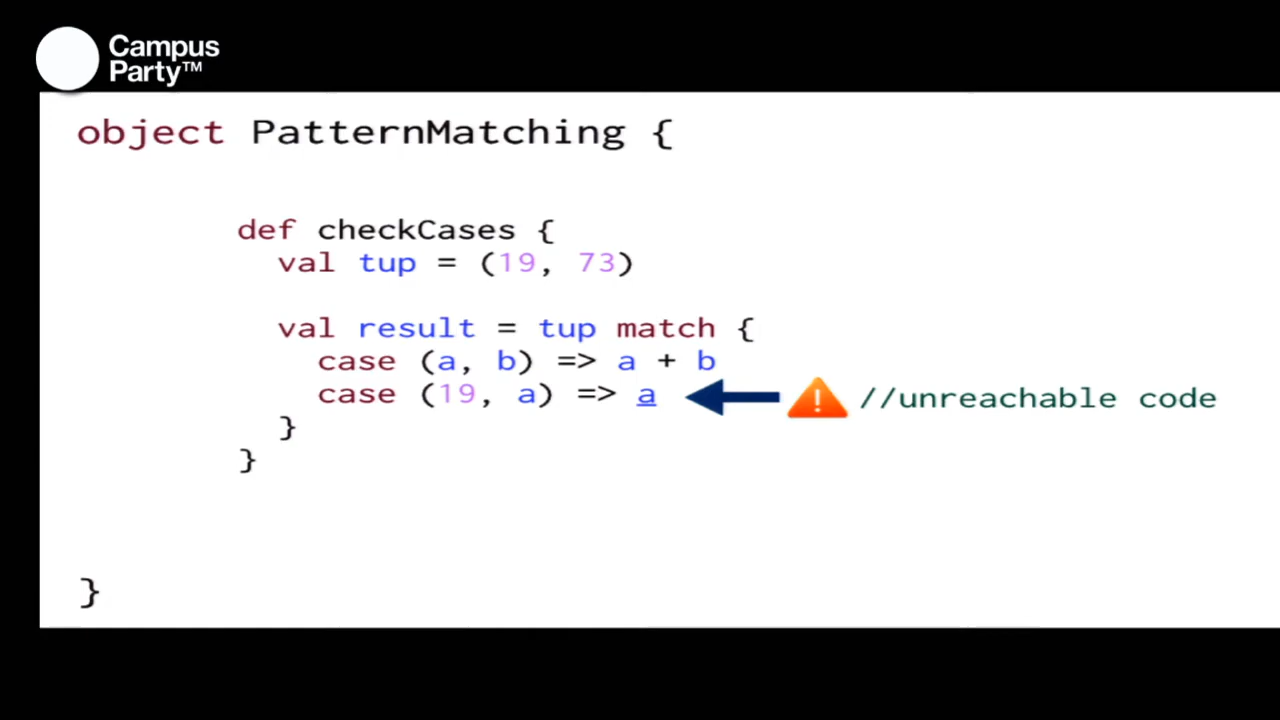 Campus
Party™
object PatternMatching {
def checkCases {
val tup = (19, 73)
val result = tup match {
case (a, b) => a + b
case (19, a) => a
! //unreachable code
}
}
}